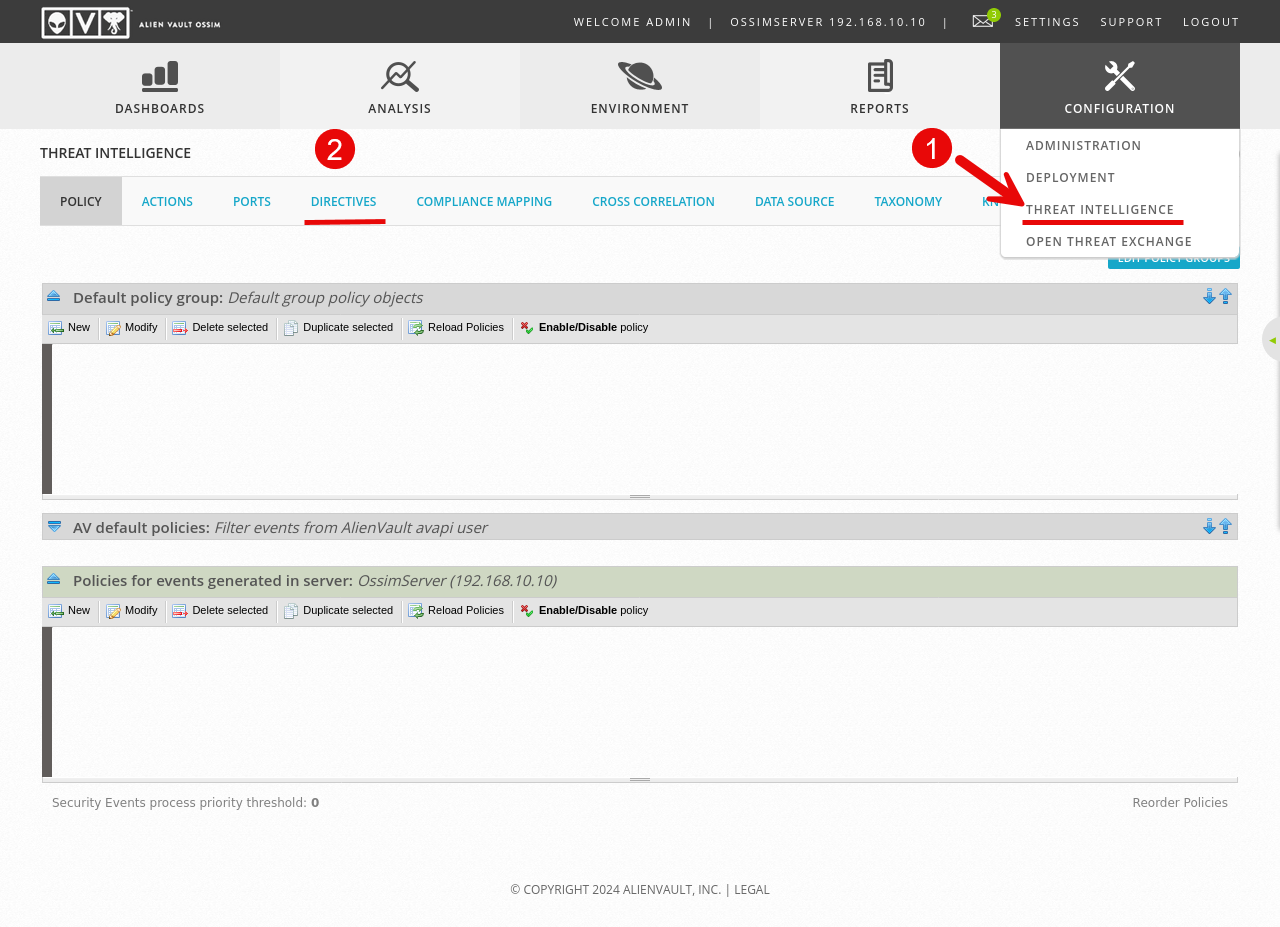 ALIEN VAULT OSSIM
WELCOME ADMIN | OSSIMSERVER 192.168.10.10 | 3 SETTINGS SUPPORT LOGOUT
DASHBOARDS ANALYSIS ENVIRONMENT REPORTS CONFIGURATION
THREAT INTELLIGENCE
2
1
ADMINISTRATION
DEPLOYMENT
THREAT INTELLIGENCE
OPEN THREAT EXCHANGE
POLICY ACTIONS PORTS DIRECTIVES COMPLIANCE MAPPING CROSS CORRELATION DATA SOURCE TAXONOMY KN
EDIT POLICY GROUPS
Default policy group: Default group policy objects
New Modify Delete selected Duplicate selected Reload Policies Enable/Disable policy
AV default policies: Filter events from AlienVault avapi user
Policies for events generated in server: OssimServer (192.168.10.10)
New Modify Delete selected Duplicate selected Reload Policies Enable/Disable policy
Security Events process priority threshold: 0 Reorder Policies
© COPYRIGHT 2024 ALIENVAULT, INC. | LEGAL